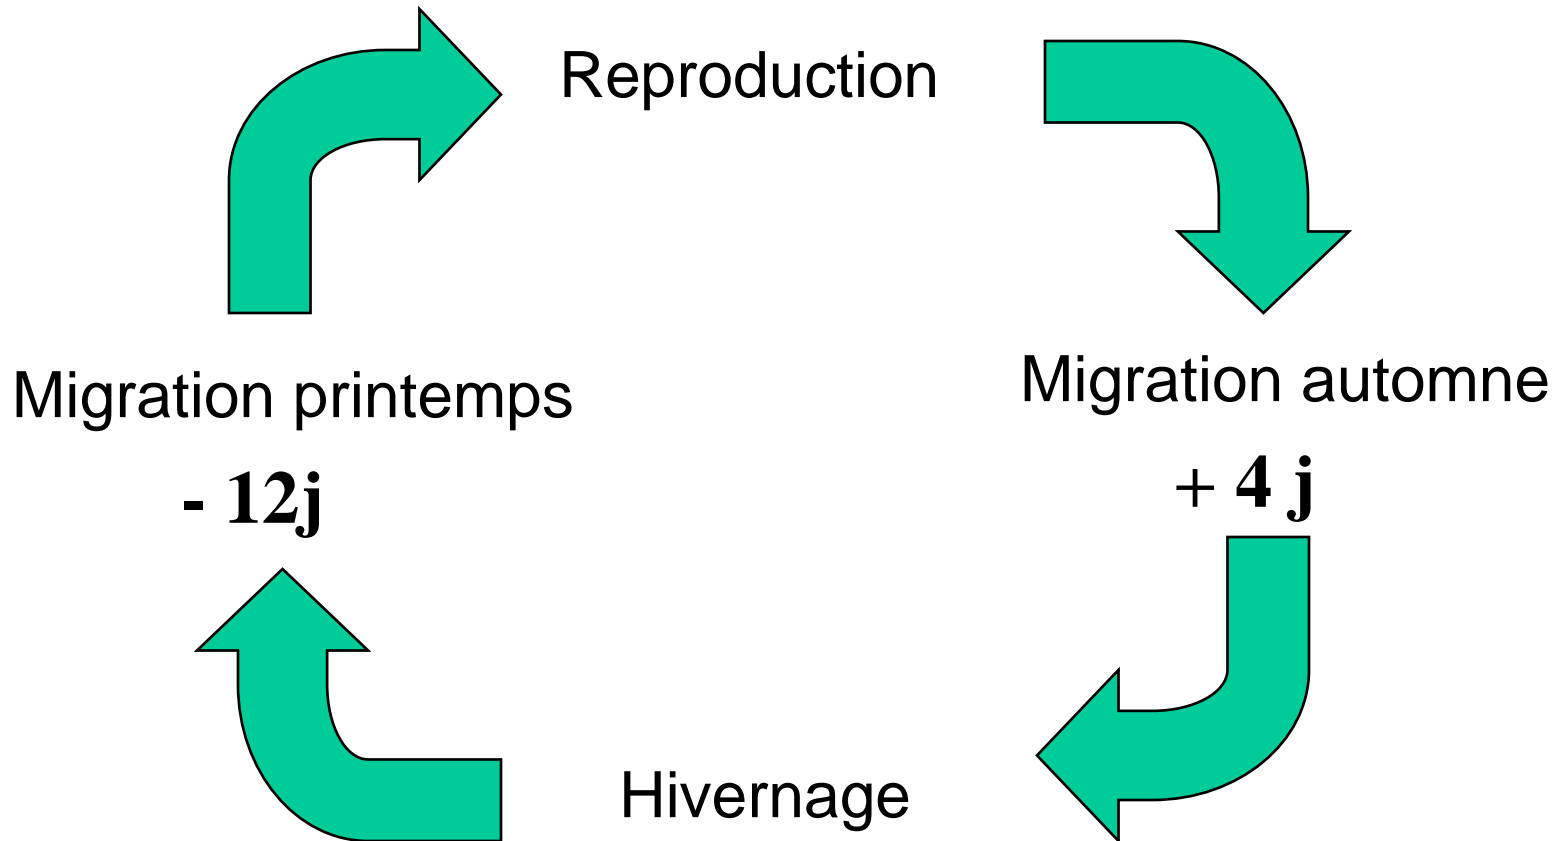 Reproduction
Migration printemps
- 12j
Migration automne
+ 4 j
Hivernage